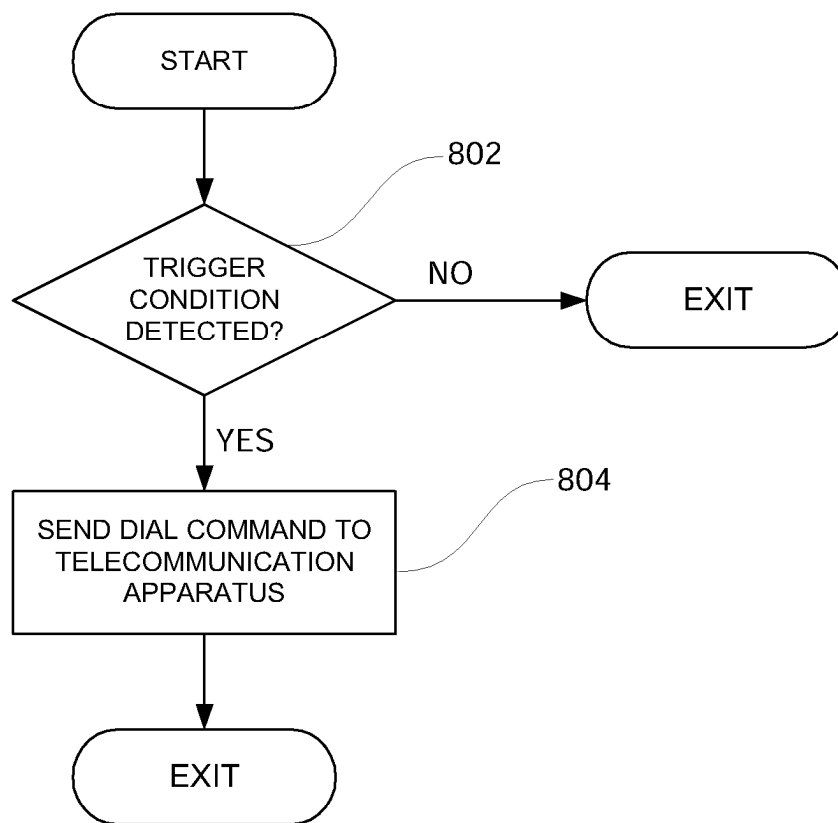 START
802
TRIGGER
CONDITION
DETECTED?
NO
EXIT
YES
804
SEND DIAL COMMAND TO
TELECOMMUNICATION
APPARATUS
EXIT